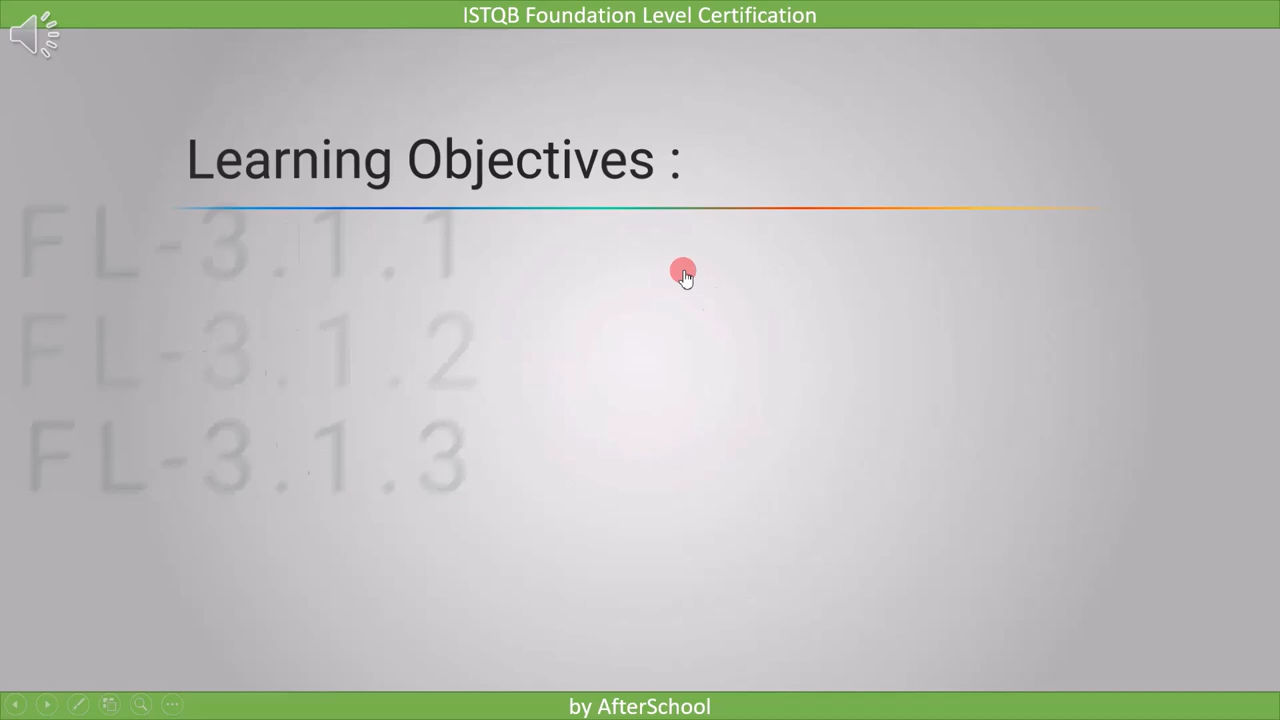 ISTQB Foundation Level Certification
Learning Objectives :
FL-3.1.1
FL-3.1.2
FL-3.1.3
by AfterSchool